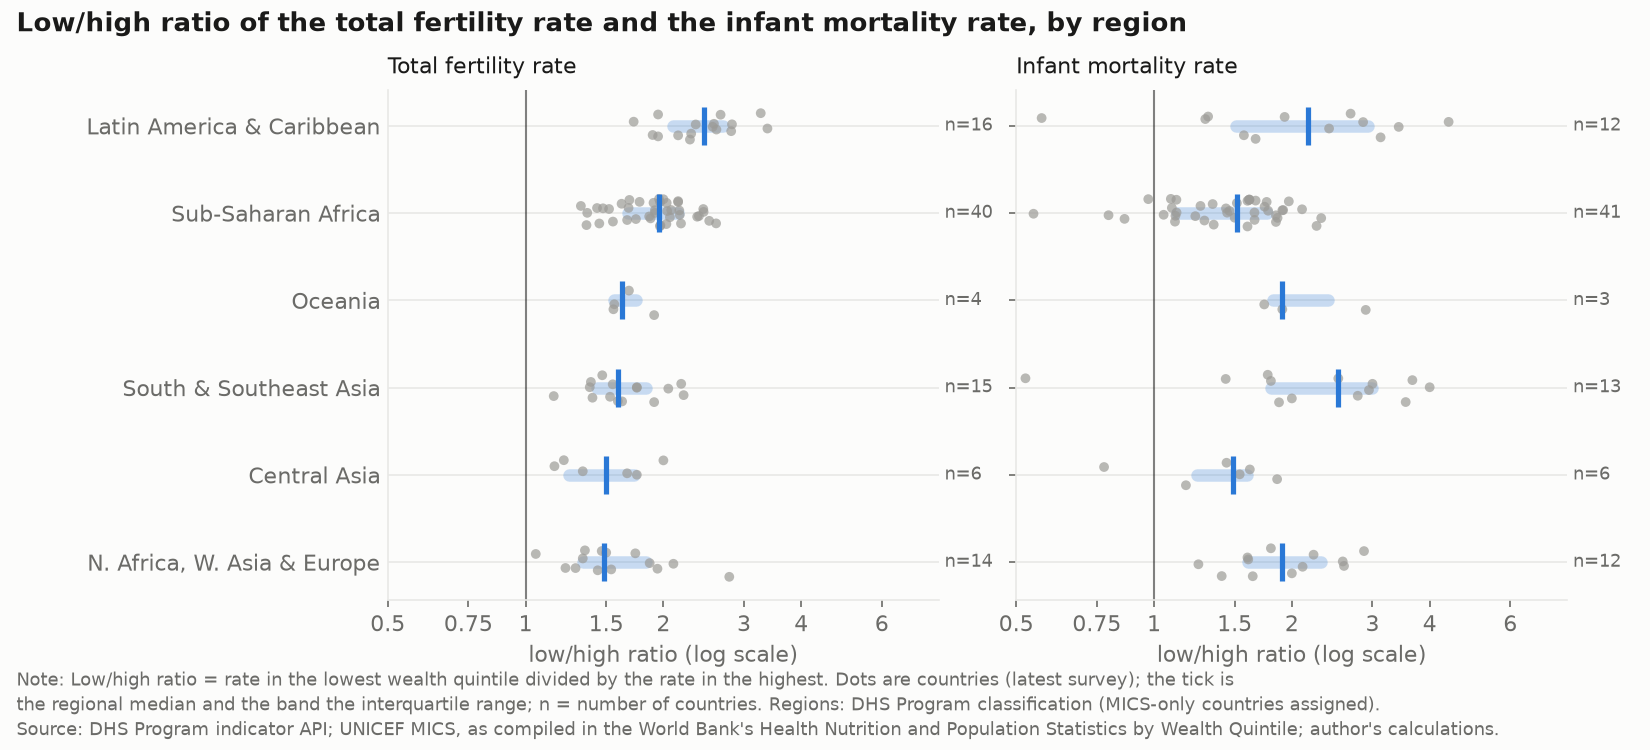 Low/high ratio of the total fertility rate and the infant mortality rate, by region
Total fertility rate
Infant mortality rate
Latin America & Caribbean
n=16
n=12
Sub-Saharan Africa
n=40
n=41
Oceania
n=4
n=3
South & Southeast Asia
n=15
n=13
Central Asia
n=6
n=6
N. Africa, W. Asia & Europe
n=14
n=12
0.5 0.75 1 1.5 2 3 4 6
0.5 0.75 1 1.5 2 3 4 6
low/high ratio (log scale)
low/high ratio (log scale)
Note: Low/high ratio = rate in the lowest wealth quintile divided by the rate in the highest. Dots are countries (latest survey); the tick is
the regional median and the band the interquartile range; n = number of countries. Regions: DHS Program classification (MICS-only countries assigned).
Source: DHS Program indicator API; UNICEF MICS, as compiled in the World Bank's Health Nutrition and Population Statistics by Wealth Quintile; author's calculations.